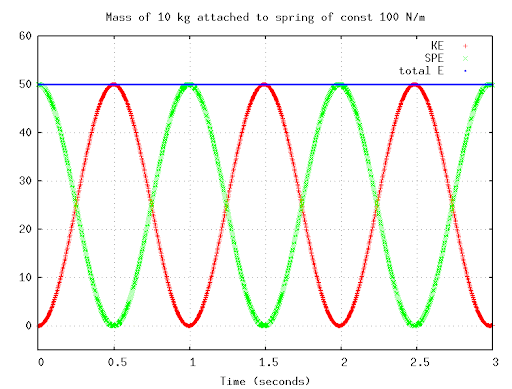 Mass of 10 kg attached to spring of const 100 N/m
60
50
40
30
20
10
0
KE
SPE
total E
0 0.5 1 1.5 2 2.5 3
Time (seconds)